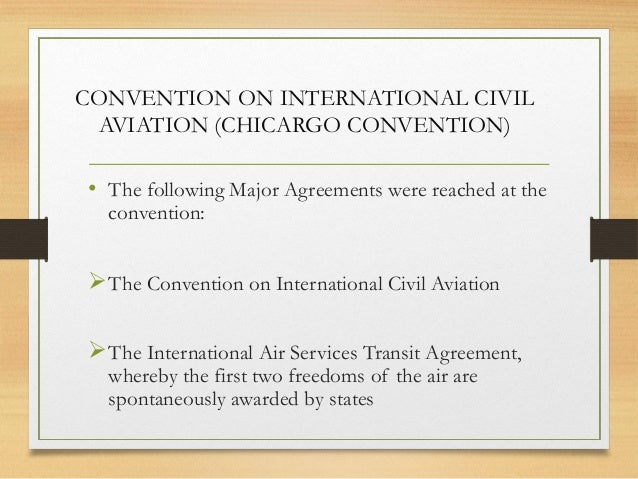 CONVENTION ON INTERNATIONAL CIVIL
AVIATION (CHICARGO CONVENTION)
• The following Major Agreements were reached at the
convention:
➢The Convention on International Civil Aviation
➢The International Air Services Transit Agreement,
whereby the first two freedoms of the air are
spontaneously awarded by states